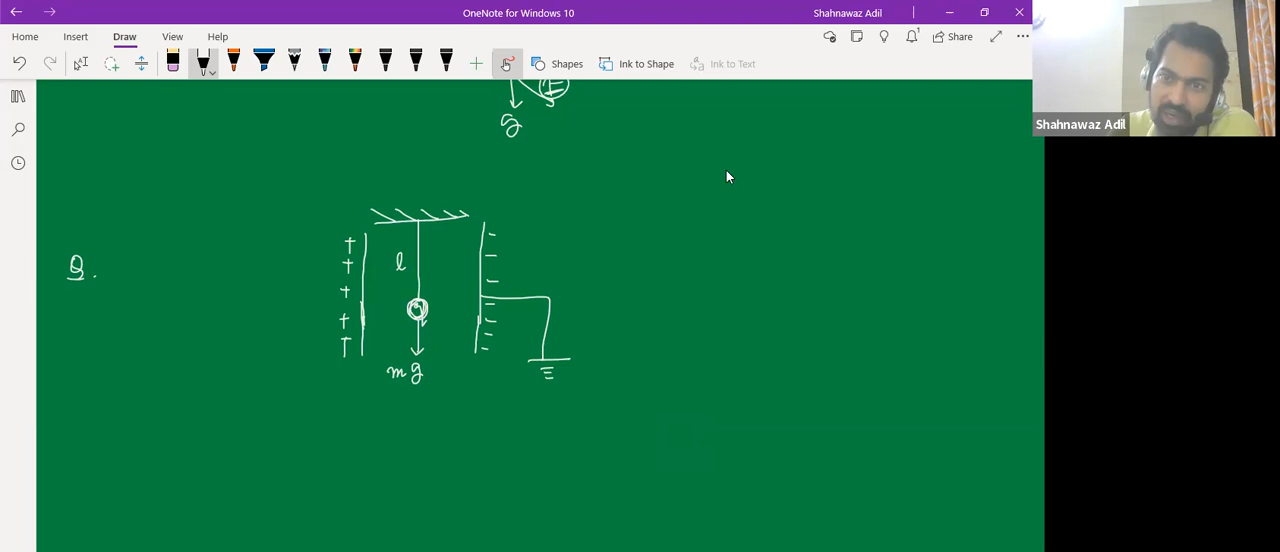 OneNote for Windows 10
Shahnawaz Adil
Home Insert Draw View Help
Share
Shapes
Ink to Shape
Ink to Text
Shahnawaz Adil
E
g
Q.
l
mg
+
+
+
+
+
-
-
-
-
-
-
-